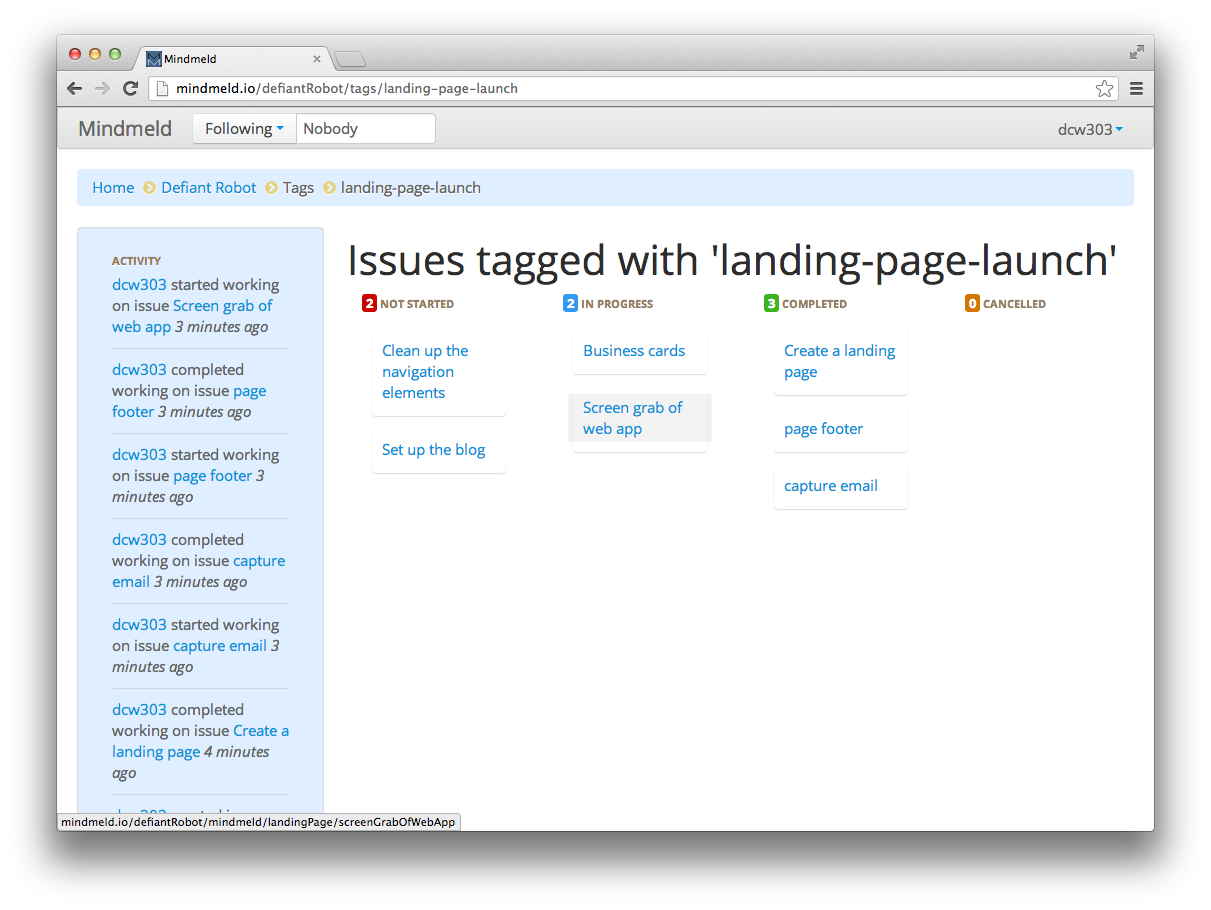 Mindmeld
mindmeld.io/defiantRobot/tags/landing-page-launch
Mindmeld Following Nobody dcw303
Home Defiant Robot Tags landing-page-launch
ACTIVITY
dcw303 started working
on issue Screen grab of
web app 3 minutes ago
dcw303 completed
working on issue page
footer 3 minutes ago
dcw303 started working
on issue page footer 3
minutes ago
dcw303 completed
working on issue capture
email 3 minutes ago
dcw303 started working
on issue capture email 3
minutes ago
dcw303 completed
working on issue Create a
landing page 4 minutes
ago
Issues tagged with 'landing-page-launch'
2 NOT STARTED
Clean up the
navigation
elements
Set up the blog
2 IN PROGRESS
Business cards
Screen grab of
web app
3 COMPLETED
Create a landing
page
page footer
capture email
0 CANCELLED
mindmeld.io/defiantRobot/mindmeld/landingPage/screenGrabOfWebApp